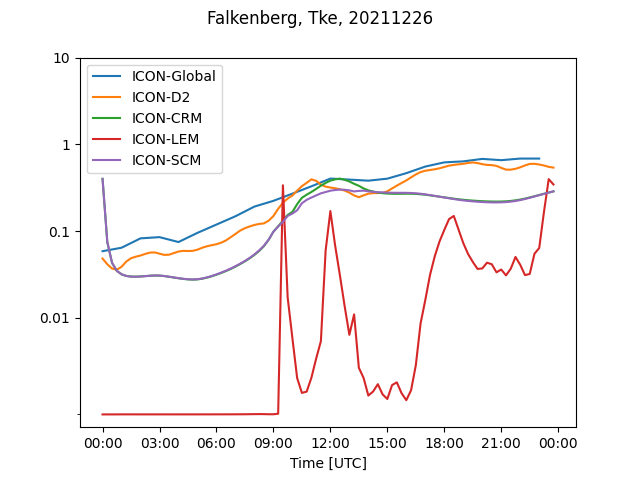 Falkenberg, Tke, 20211226
10
1
0.1
0.01
ICON-Global
ICON-D2
ICON-CRM
ICON-LEM
ICON-SCM
00:00 03:00 06:00 09:00 12:00 15:00 18:00 21:00 00:00
Time [UTC]